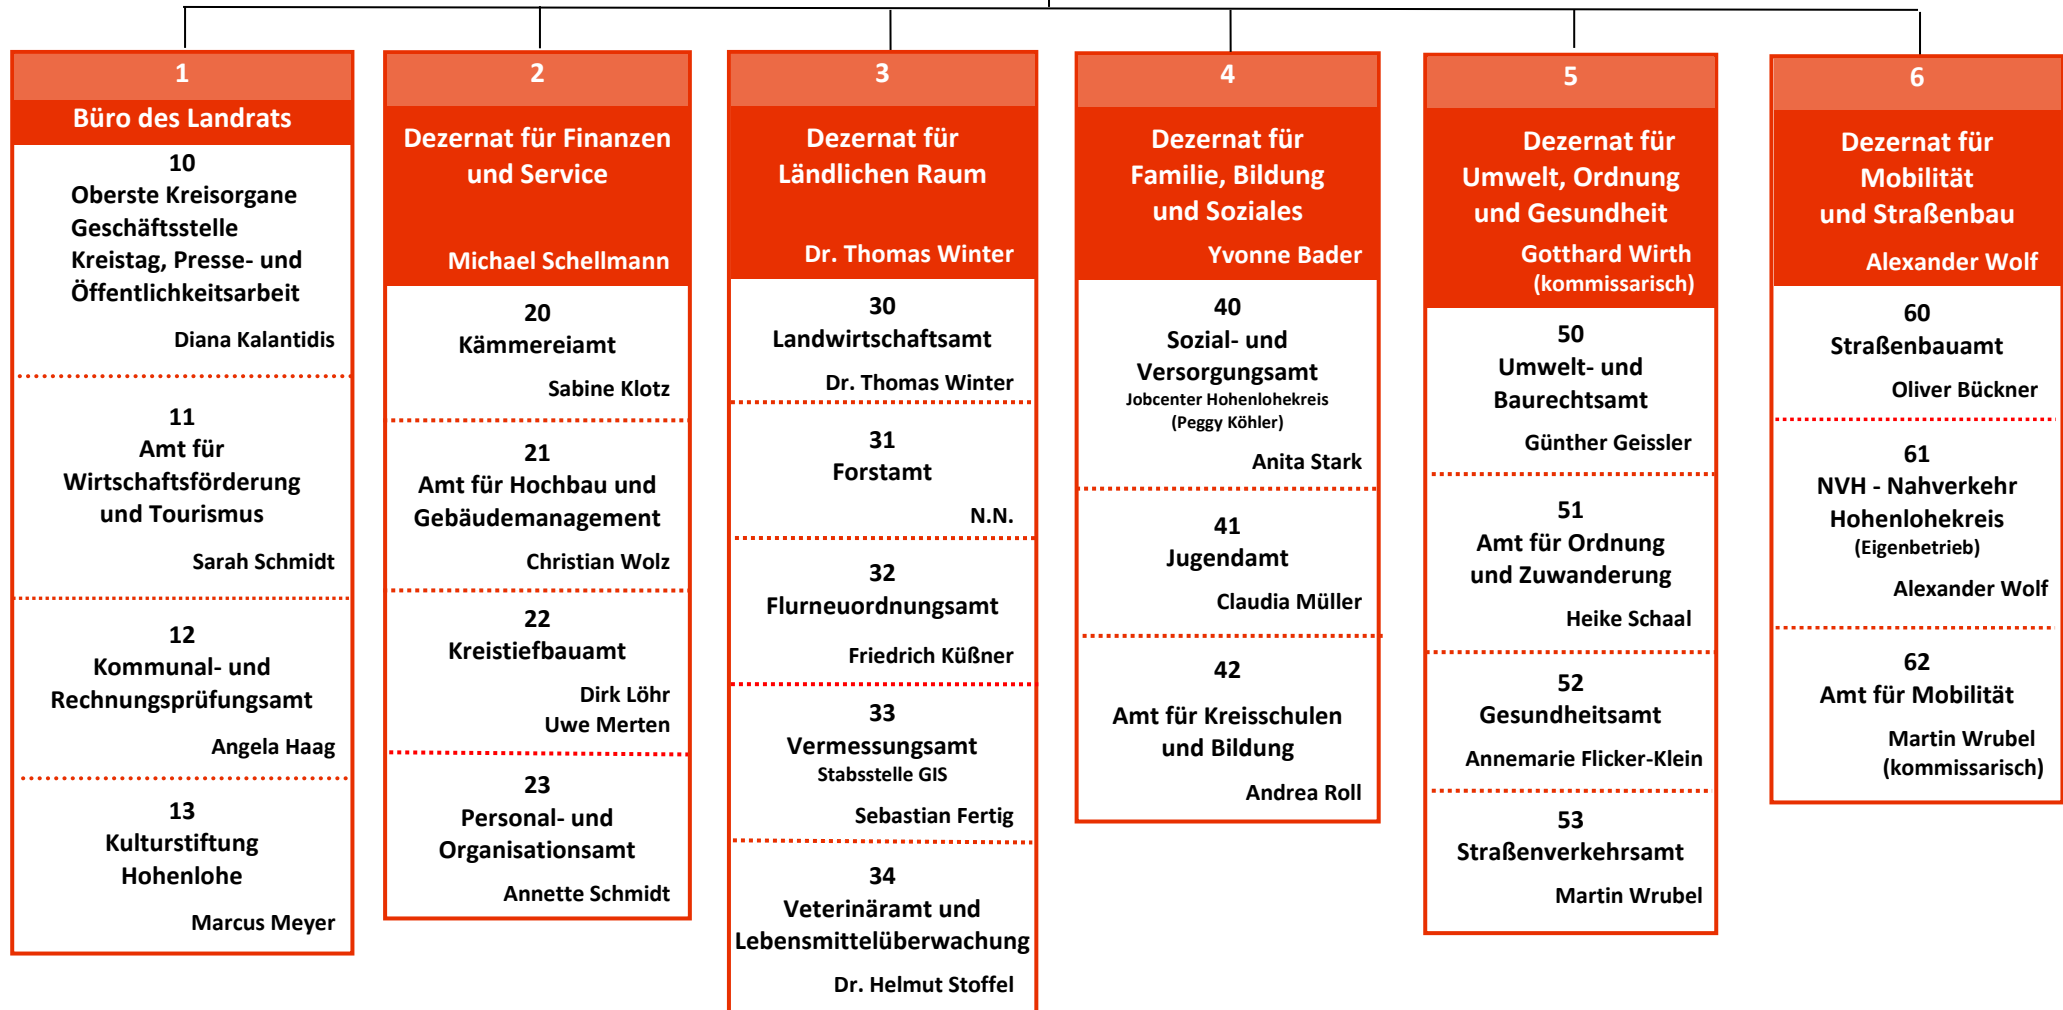 1
Büro des Landrats
10
Oberste Kreisorgane
Geschäftsstelle
Kreistag, Presse- und
Öffentlichkeitsarbeit
Diana Kalantidis
11
Amt für
Wirtschaftsförderung
und Tourismus
Sarah Schmidt
12
Kommunal- und
Rechnungsprüfungsamt
Angela Haag
13
Kulturstiftung
Hohenlohe
Marcus Meyer
2
Dezernat für Finanzen
und Service
Michael Schellmann
20
Kämmereiamt
Sabine Klotz
21
Amt für Hochbau und
Gebäudemanagement
Christian Wolz
22
Kreistiefbauamt
Dirk Löhr
Uwe Merten
23
Personal- und
Organisationsamt
Annette Schmidt
3
Dezernat für
Ländlichen Raum
Dr. Thomas Winter
30
Landwirtschaftsamt
Dr. Thomas Winter
31
Forstamt
N.N.
32
Flurneuordnungsamt
Friedrich Küßner
33
Vermessungsamt
Stabsstelle GIS
Sebastian Fertig
34
Veterinäramt und
Lebensmittelüberwachung
Dr. Helmut Stoffel
4
Dezernat für
Familie, Bildung
und Soziales
Yvonne Bader
40
Sozial- und
Versorgungsamt
Jobcenter Hohenlohekreis
(Peggy Köhler)
Anita Stark
41
Jugendamt
Claudia Müller
42
Amt für Kreisschulen
und Bildung
Andrea Roll
5
Dezernat für
Umwelt, Ordnung
und Gesundheit
Gotthard Wirth
(kommissarisch)
50
Umwelt- und
Baurechtsamt
Günther Geissler
51
Amt für Ordnung
und Zuwanderung
Heike Schaal
52
Gesundheitsamt
Annemarie Flicker-Klein
53
Straßenverkehrsamt
Martin Wrubel
6
Dezernat für
Mobilität
und Straßenbau
Alexander Wolf
60
Straßenbauamt
Oliver Bückner
61
NVH - Nahverkehr
Hohenlohekreis
(Eigenbetrieb)
Alexander Wolf
62
Amt für Mobilität
Martin Wrubel
(kommissarisch)